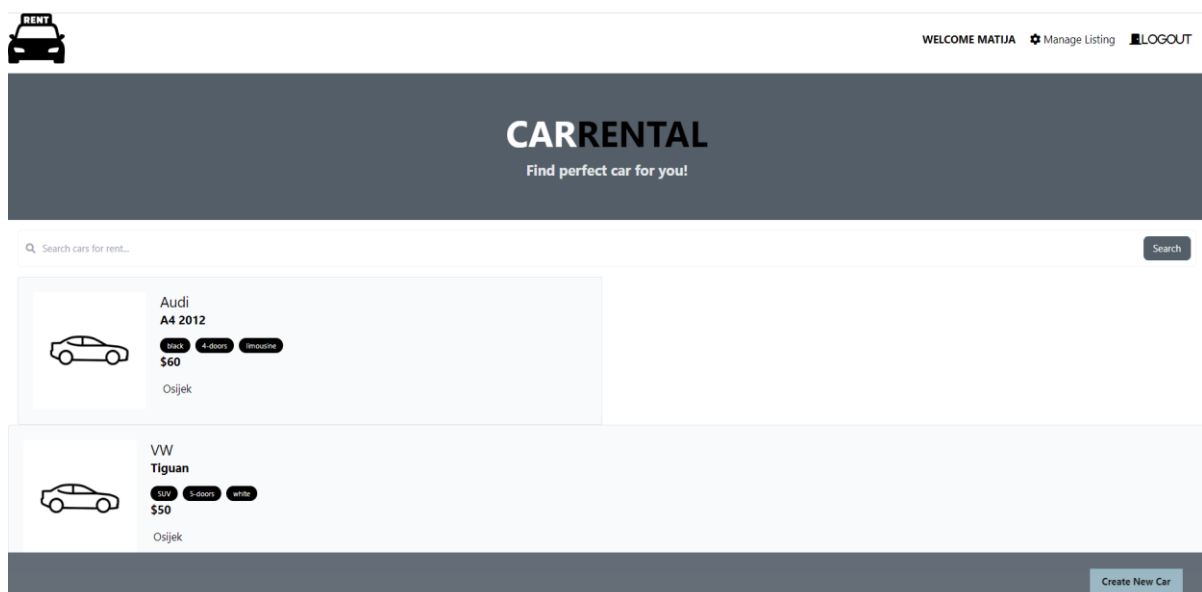 RENT
WELCOME MATIJA Manage Listing LOGOUT
CARRENTAL
Find perfect car for you!
Search cars for rent... Search
Audi
A4 2012
black 4-doors limousine
$60
Osijek
VW
Tiguan
SUV 5-doors white
$50
Osijek
Create New Car